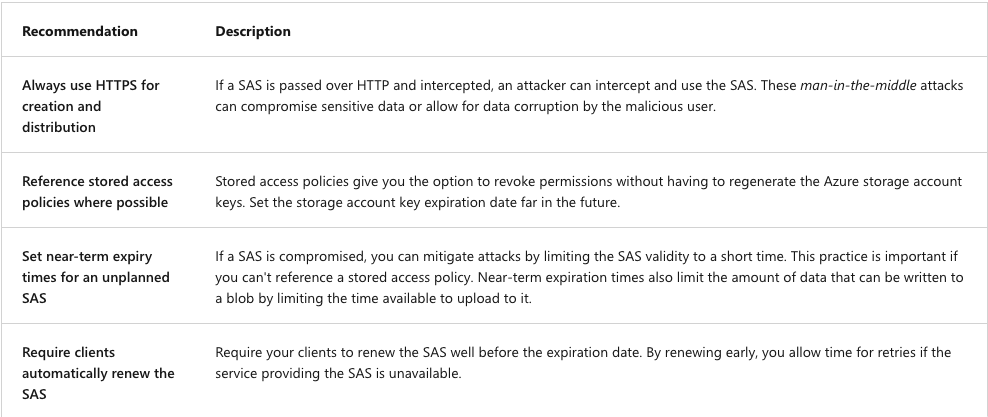 Recommendation
Description
Always use HTTPS for
creation and
distribution
If a SAS is passed over HTTP and intercepted, an attacker can intercept and use the SAS. These man-in-the-middle attacks
can compromise sensitive data or allow for data corruption by the malicious user.
Reference stored access
policies where possible
Stored access policies give you the option to revoke permissions without having to regenerate the Azure storage account
keys. Set the storage account key expiration date far in the future.
Set near-term expiry
times for an unplanned
SAS
If a SAS is compromised, you can mitigate attacks by limiting the SAS validity to a short time. This practice is important if
you can't reference a stored access policy. Near-term expiration times also limit the amount of data that can be written to
a blob by limiting the time available to upload to it.
Require clients
automatically renew the
SAS
Require your clients to renew the SAS well before the expiration date. By renewing early, you allow time for retries if the
service providing the SAS is unavailable.